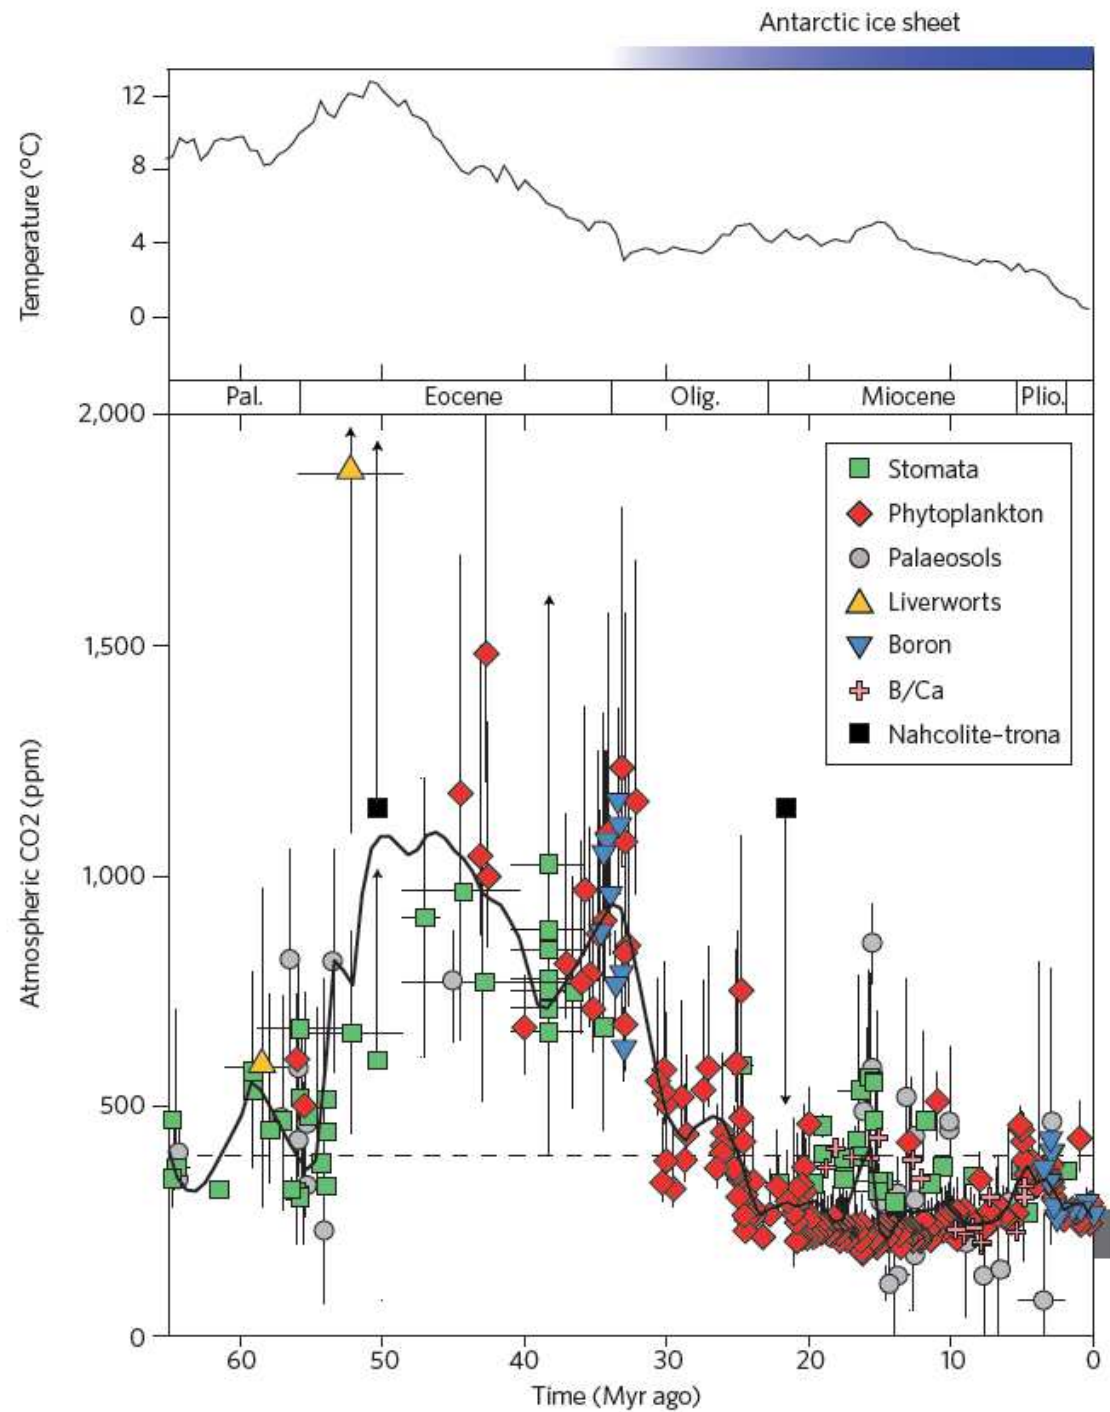 Antarctic ice sheet
Temperature (°C)
12
8
4
0
Pal. Eocene Olig. Miocene Plio.
Atmospheric CO2 (ppm)
2,000
1,500
1,000
500
0
Stomata
Phytoplankton
Palaeosols
Liverworts
Boron
B/Ca
Nahcolite–trona
60 50 40 30 20 10 0
Time (Myr ago)